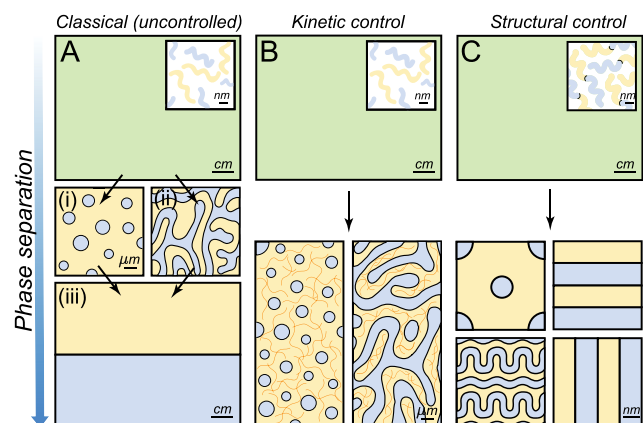 Classical (uncontrolled)
Kinetic control
Structural control
Phase separation
A
nm
cm
B
nm
cm
C
nm
cm
(i)
μm
(ii)
(iii)
cm
μm
nm